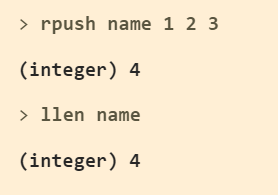 > rpush name 1 2 3
(integer) 4
> llen name
(integer) 4